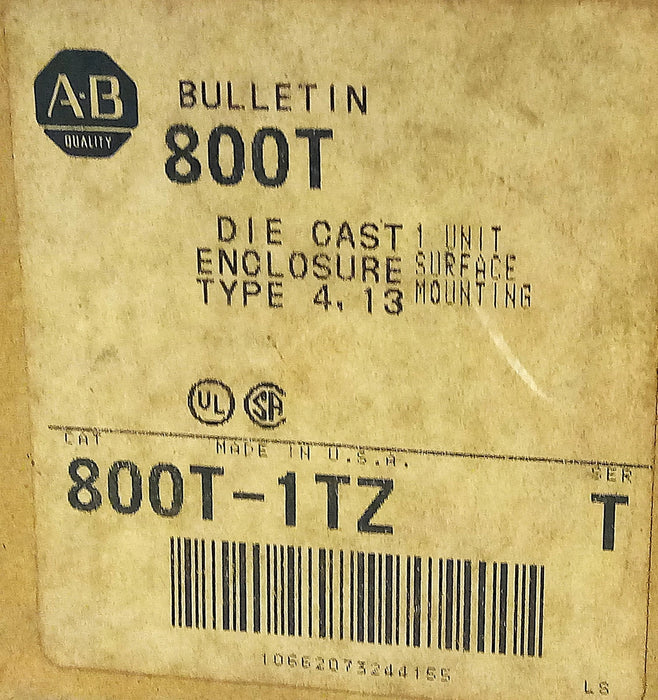 A·B
QUALITY
BULLETIN
800T
DIE CAST 1 UNIT
ENCLOSURE SURFACE
TYPE 4, 13 MOUNTING
UL SA
CAT MADE IN U.S.A. SER
800T-1TZ T
10662073244155
LS